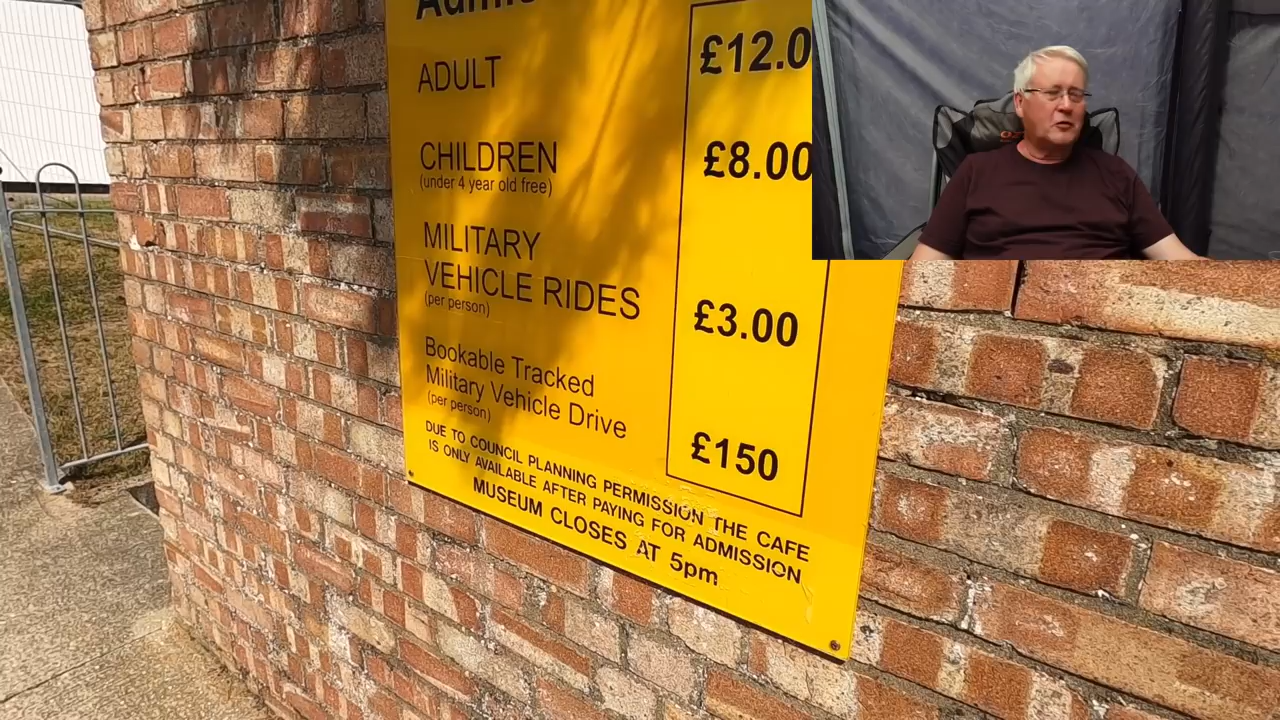 ADULT £12.0
CHILDREN £8.00
(under 4 year old free)
MILITARY
VEHICLE RIDES £3.00
(per person)
Bookable Tracked
Military Vehicle Drive £150
(per person)
DUE TO COUNCIL PLANNING PERMISSION THE CAFE
IS ONLY AVAILABLE AFTER PAYING FOR ADMISSION
MUSEUM CLOSES AT 5pm